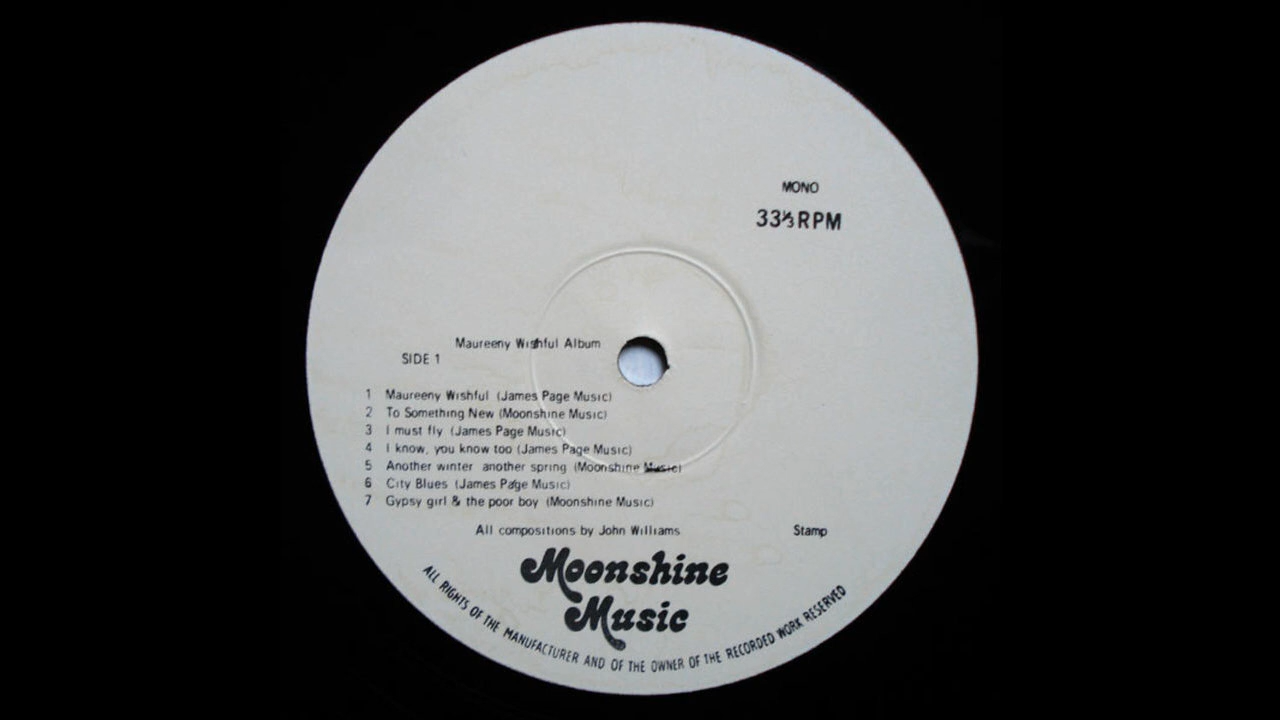 MONO
33⅓ RPM
Maureeny Wishful Album
SIDE 1
1 Maureeny Wishful (James Page Music)
2 To Something New (Moonshine Music)
3 I must fly (James Page Music)
4 I know, you know too (James Page Music)
5 Another winter another spring (Moonshine Music)
6 City Blues (James Page Music)
7 Gypsy girl & the poor boy (Moonshine Music)
All compositions by John Williams
Stamp
Moonshine
Music
ALL RIGHTS OF THE MANUFACTURER AND OF THE OWNER OF THE RECORDED WORK RESERVED